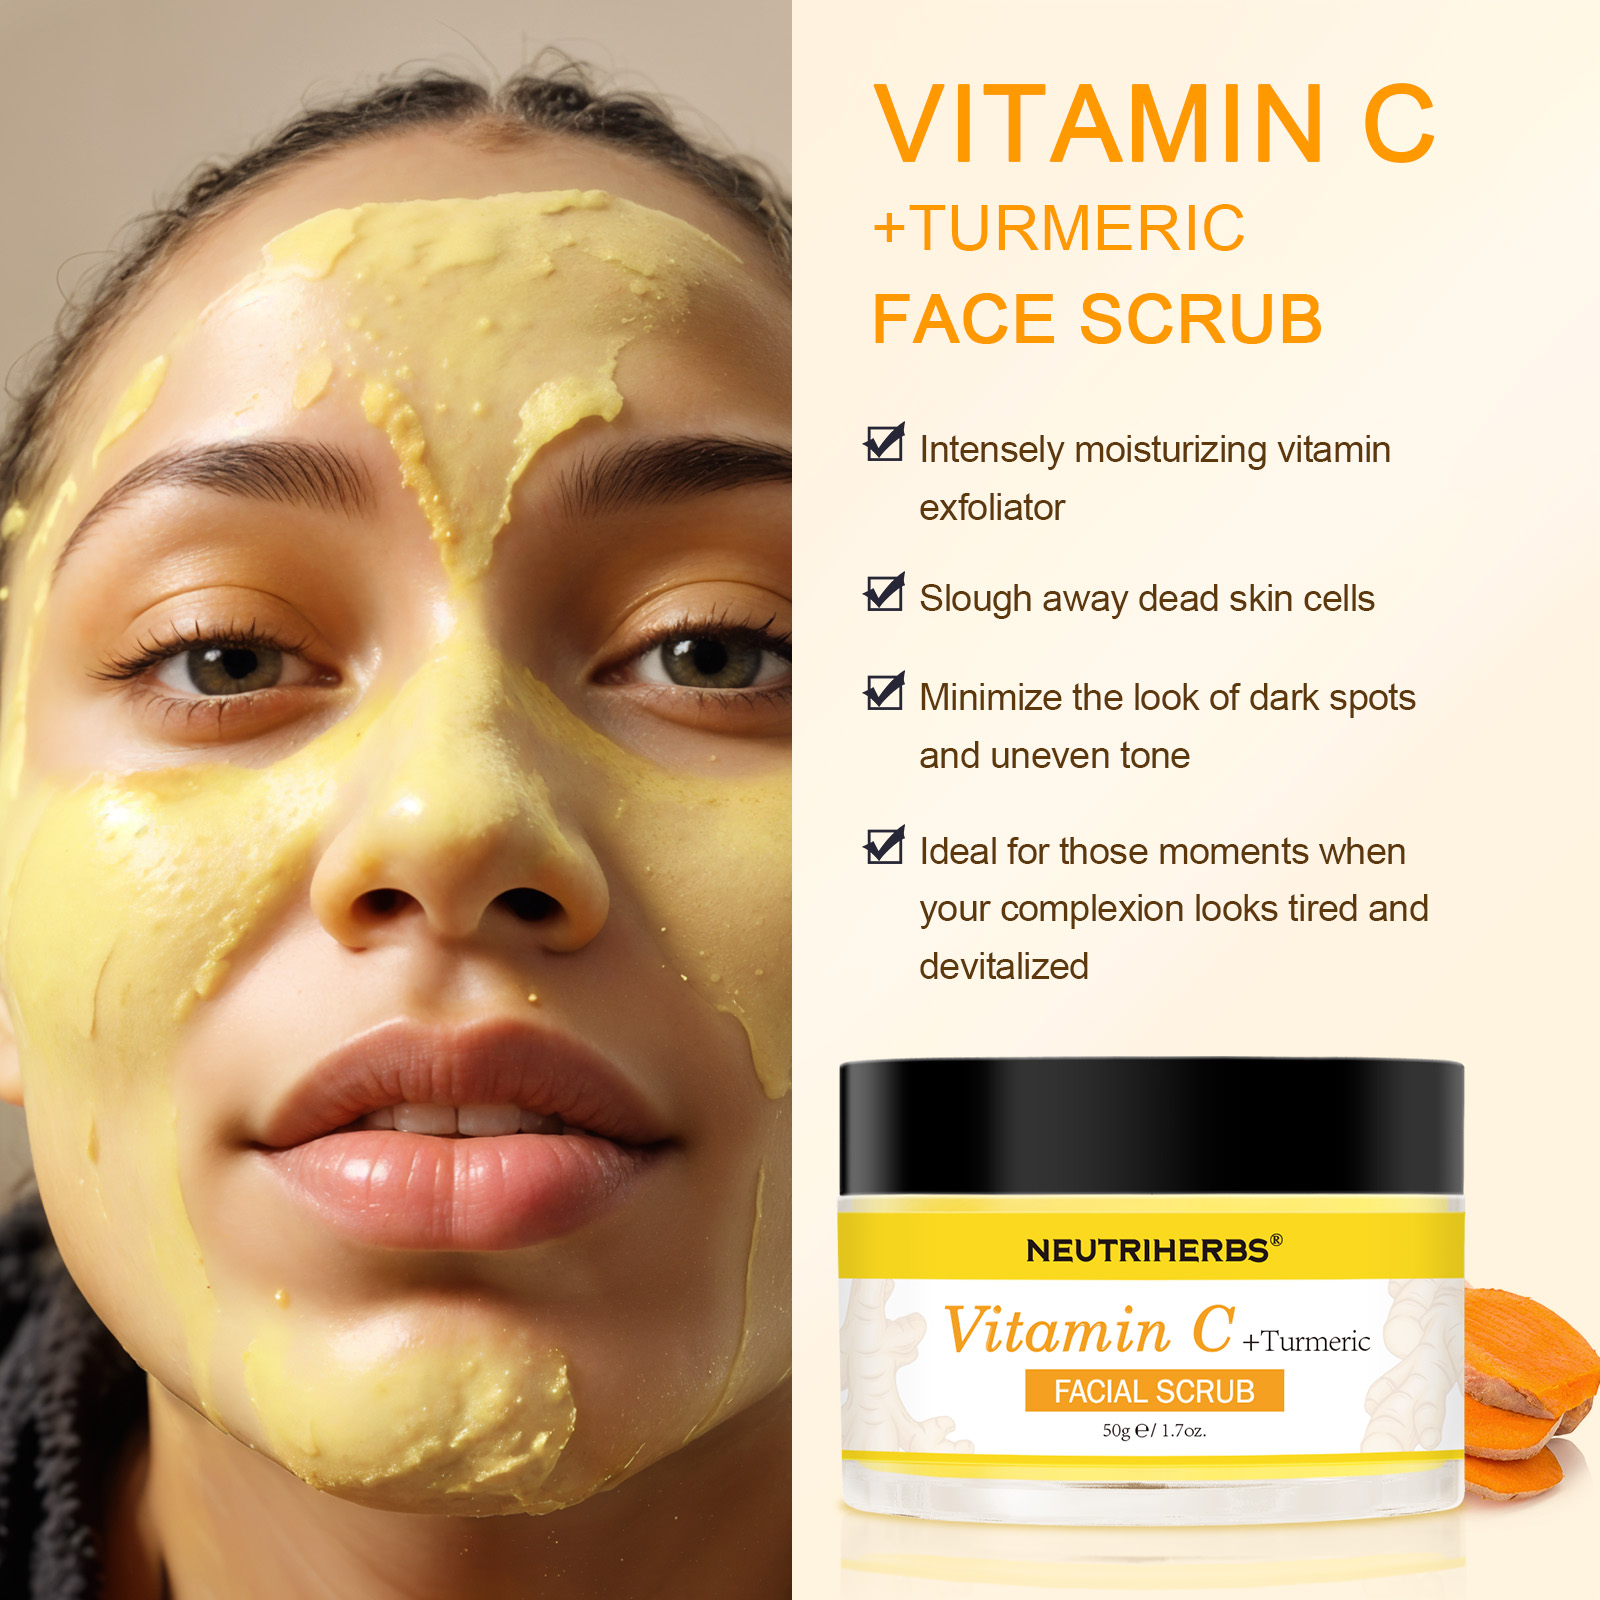 VITAMIN C
+TURMERIC
FACE SCRUB
Intensely moisturizing vitamin
exfoliator
Slough away dead skin cells
Minimize the look of dark spots
and uneven tone
Ideal for those moments when
your complexion looks tired and
devitalized
NEUTRIHERBS®
Vitamin C +Turmeric
FACIAL SCRUB
50g ℮/ 1.7oz.